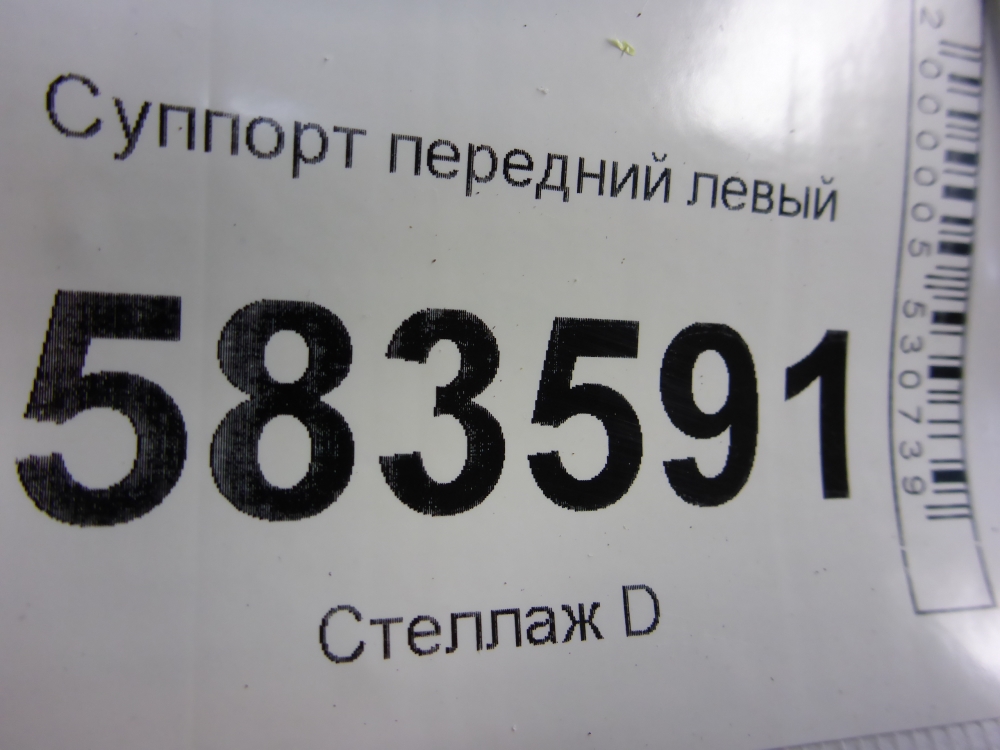 Суппорт передний левый
583591
Стеллаж D
2000005530739